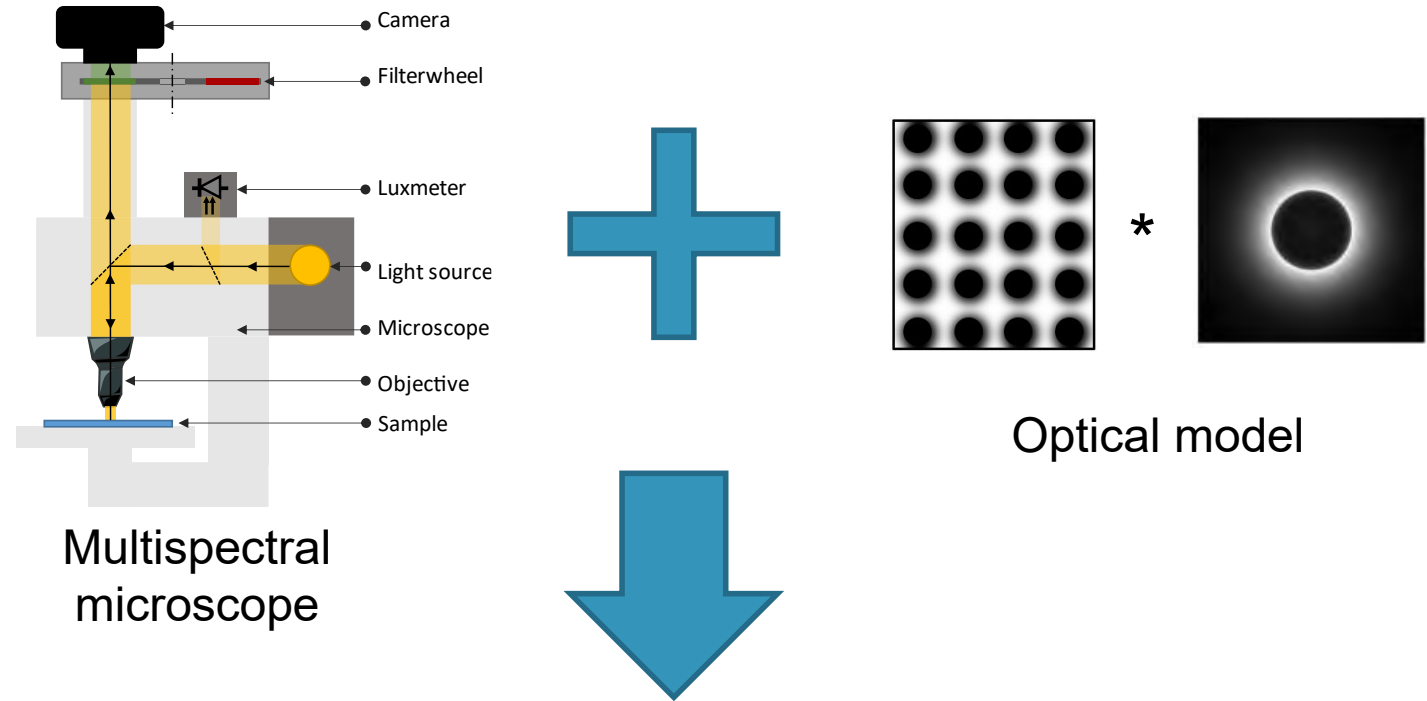 Camera
Filterwheel
Luxmeter
Light source
Microscope
Objective
Sample
Multispectral
microscope
*
Optical model